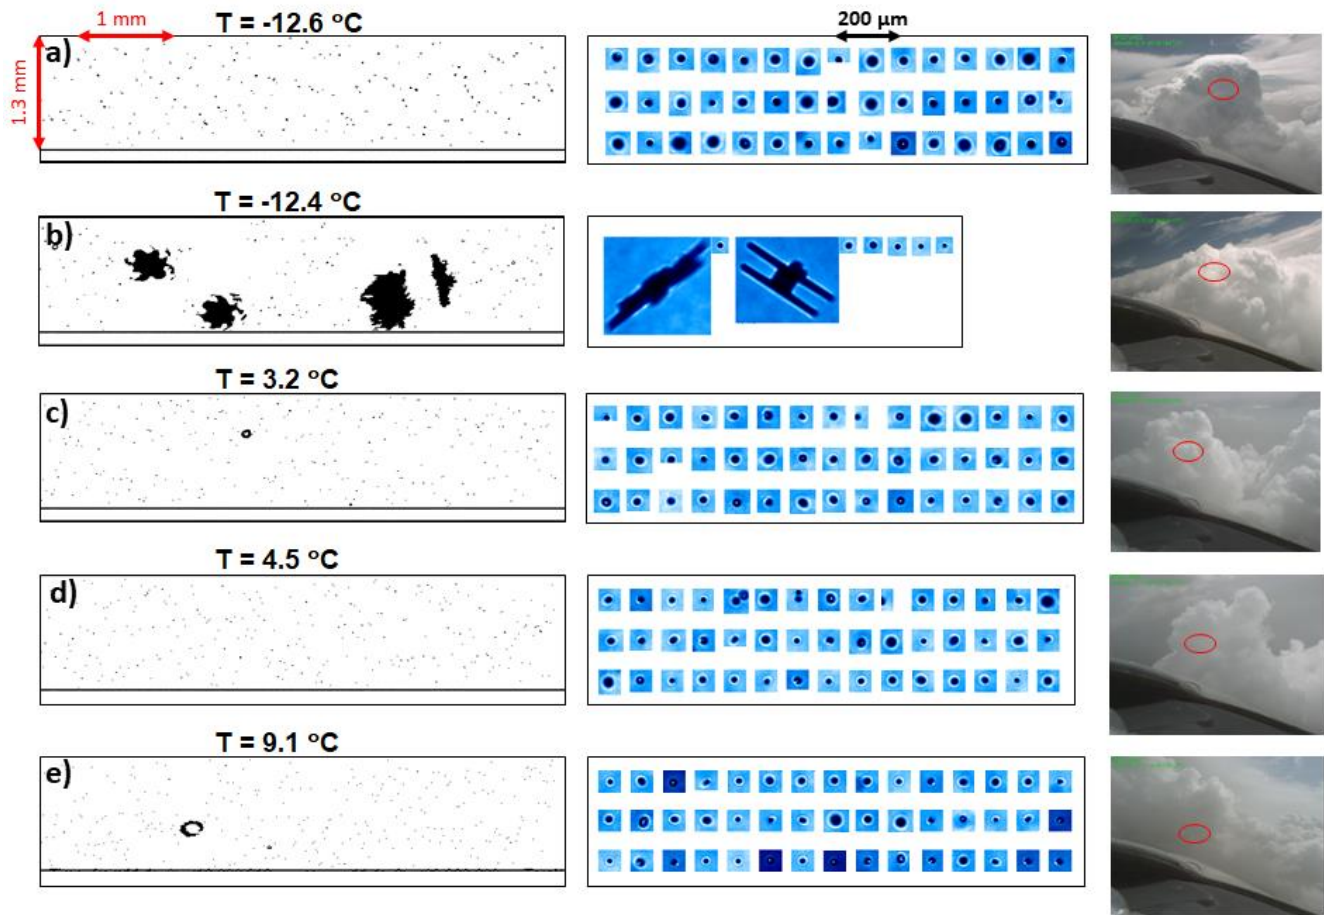 1 mm
T = -12.6 °C
200 µm
a)
1.3 mm
T = -12.4 °C
b)
T = 3.2 °C
c)
T = 4.5 °C
d)
T = 9.1 °C
e)